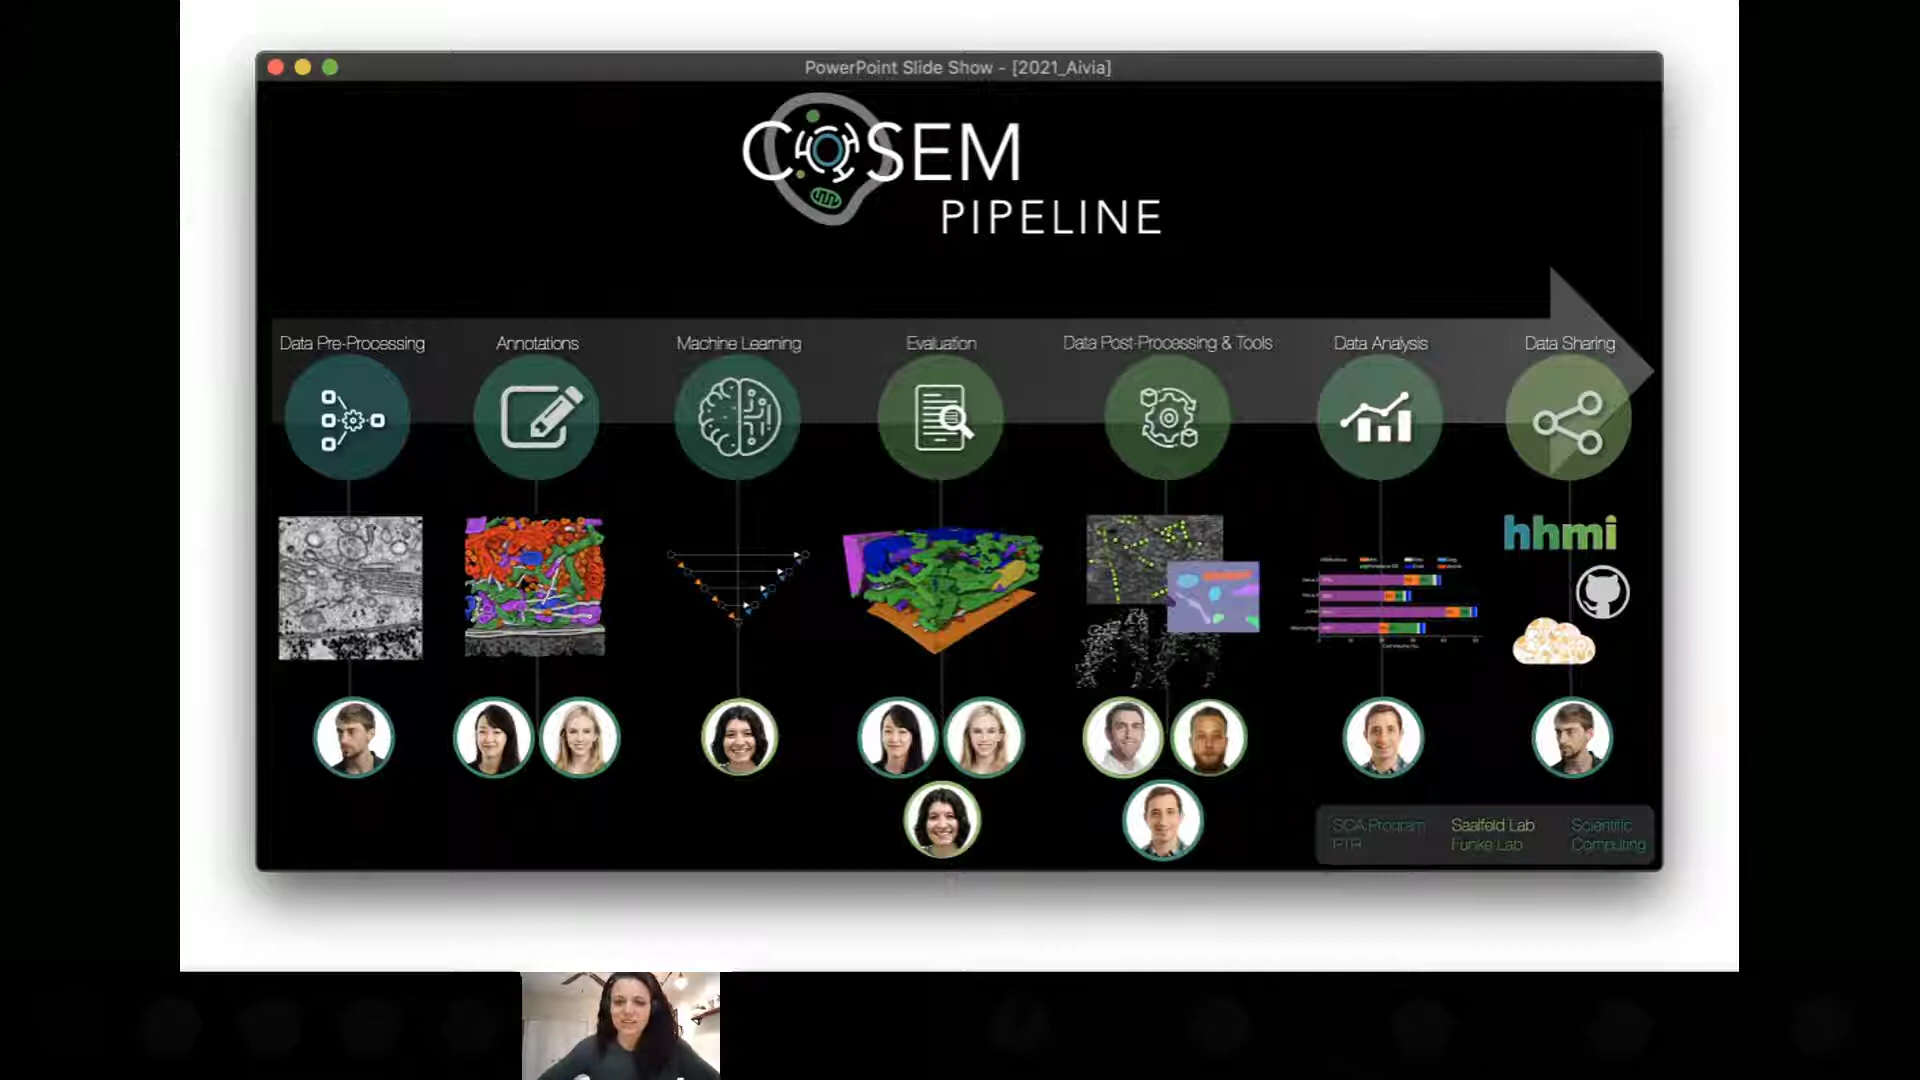 PowerPoint Slide Show - [2021_Aivia]
COSEM
PIPELINE
Data Pre-Processing
Annotations
Machine Learning
Evaluation
Data Post-Processing & Tools
Data Analysis
Data Sharing
hhmi
SCA Program
PTR
Saalfeld Lab
Funke Lab
Scientific
Computing